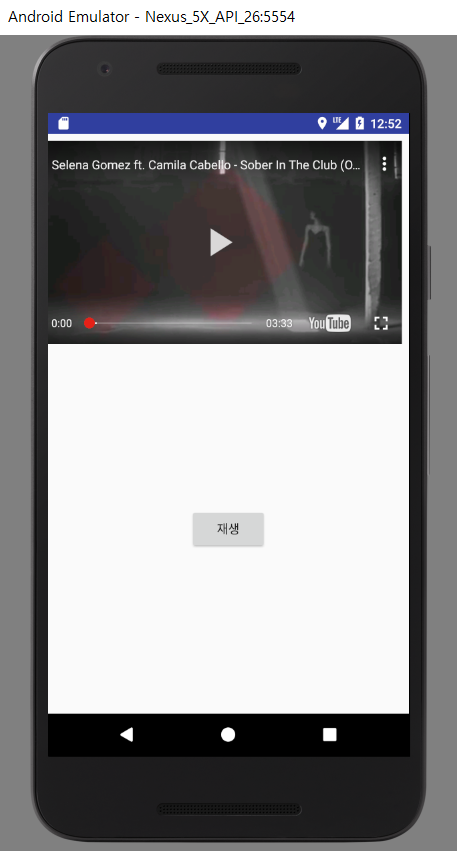 Android Emulator - Nexus_5X_API_26:5554
LTE 12:52
Selena Gomez ft. Camila Cabello - Sober In The Club (O...
0:00 03:33 YouTube
재생